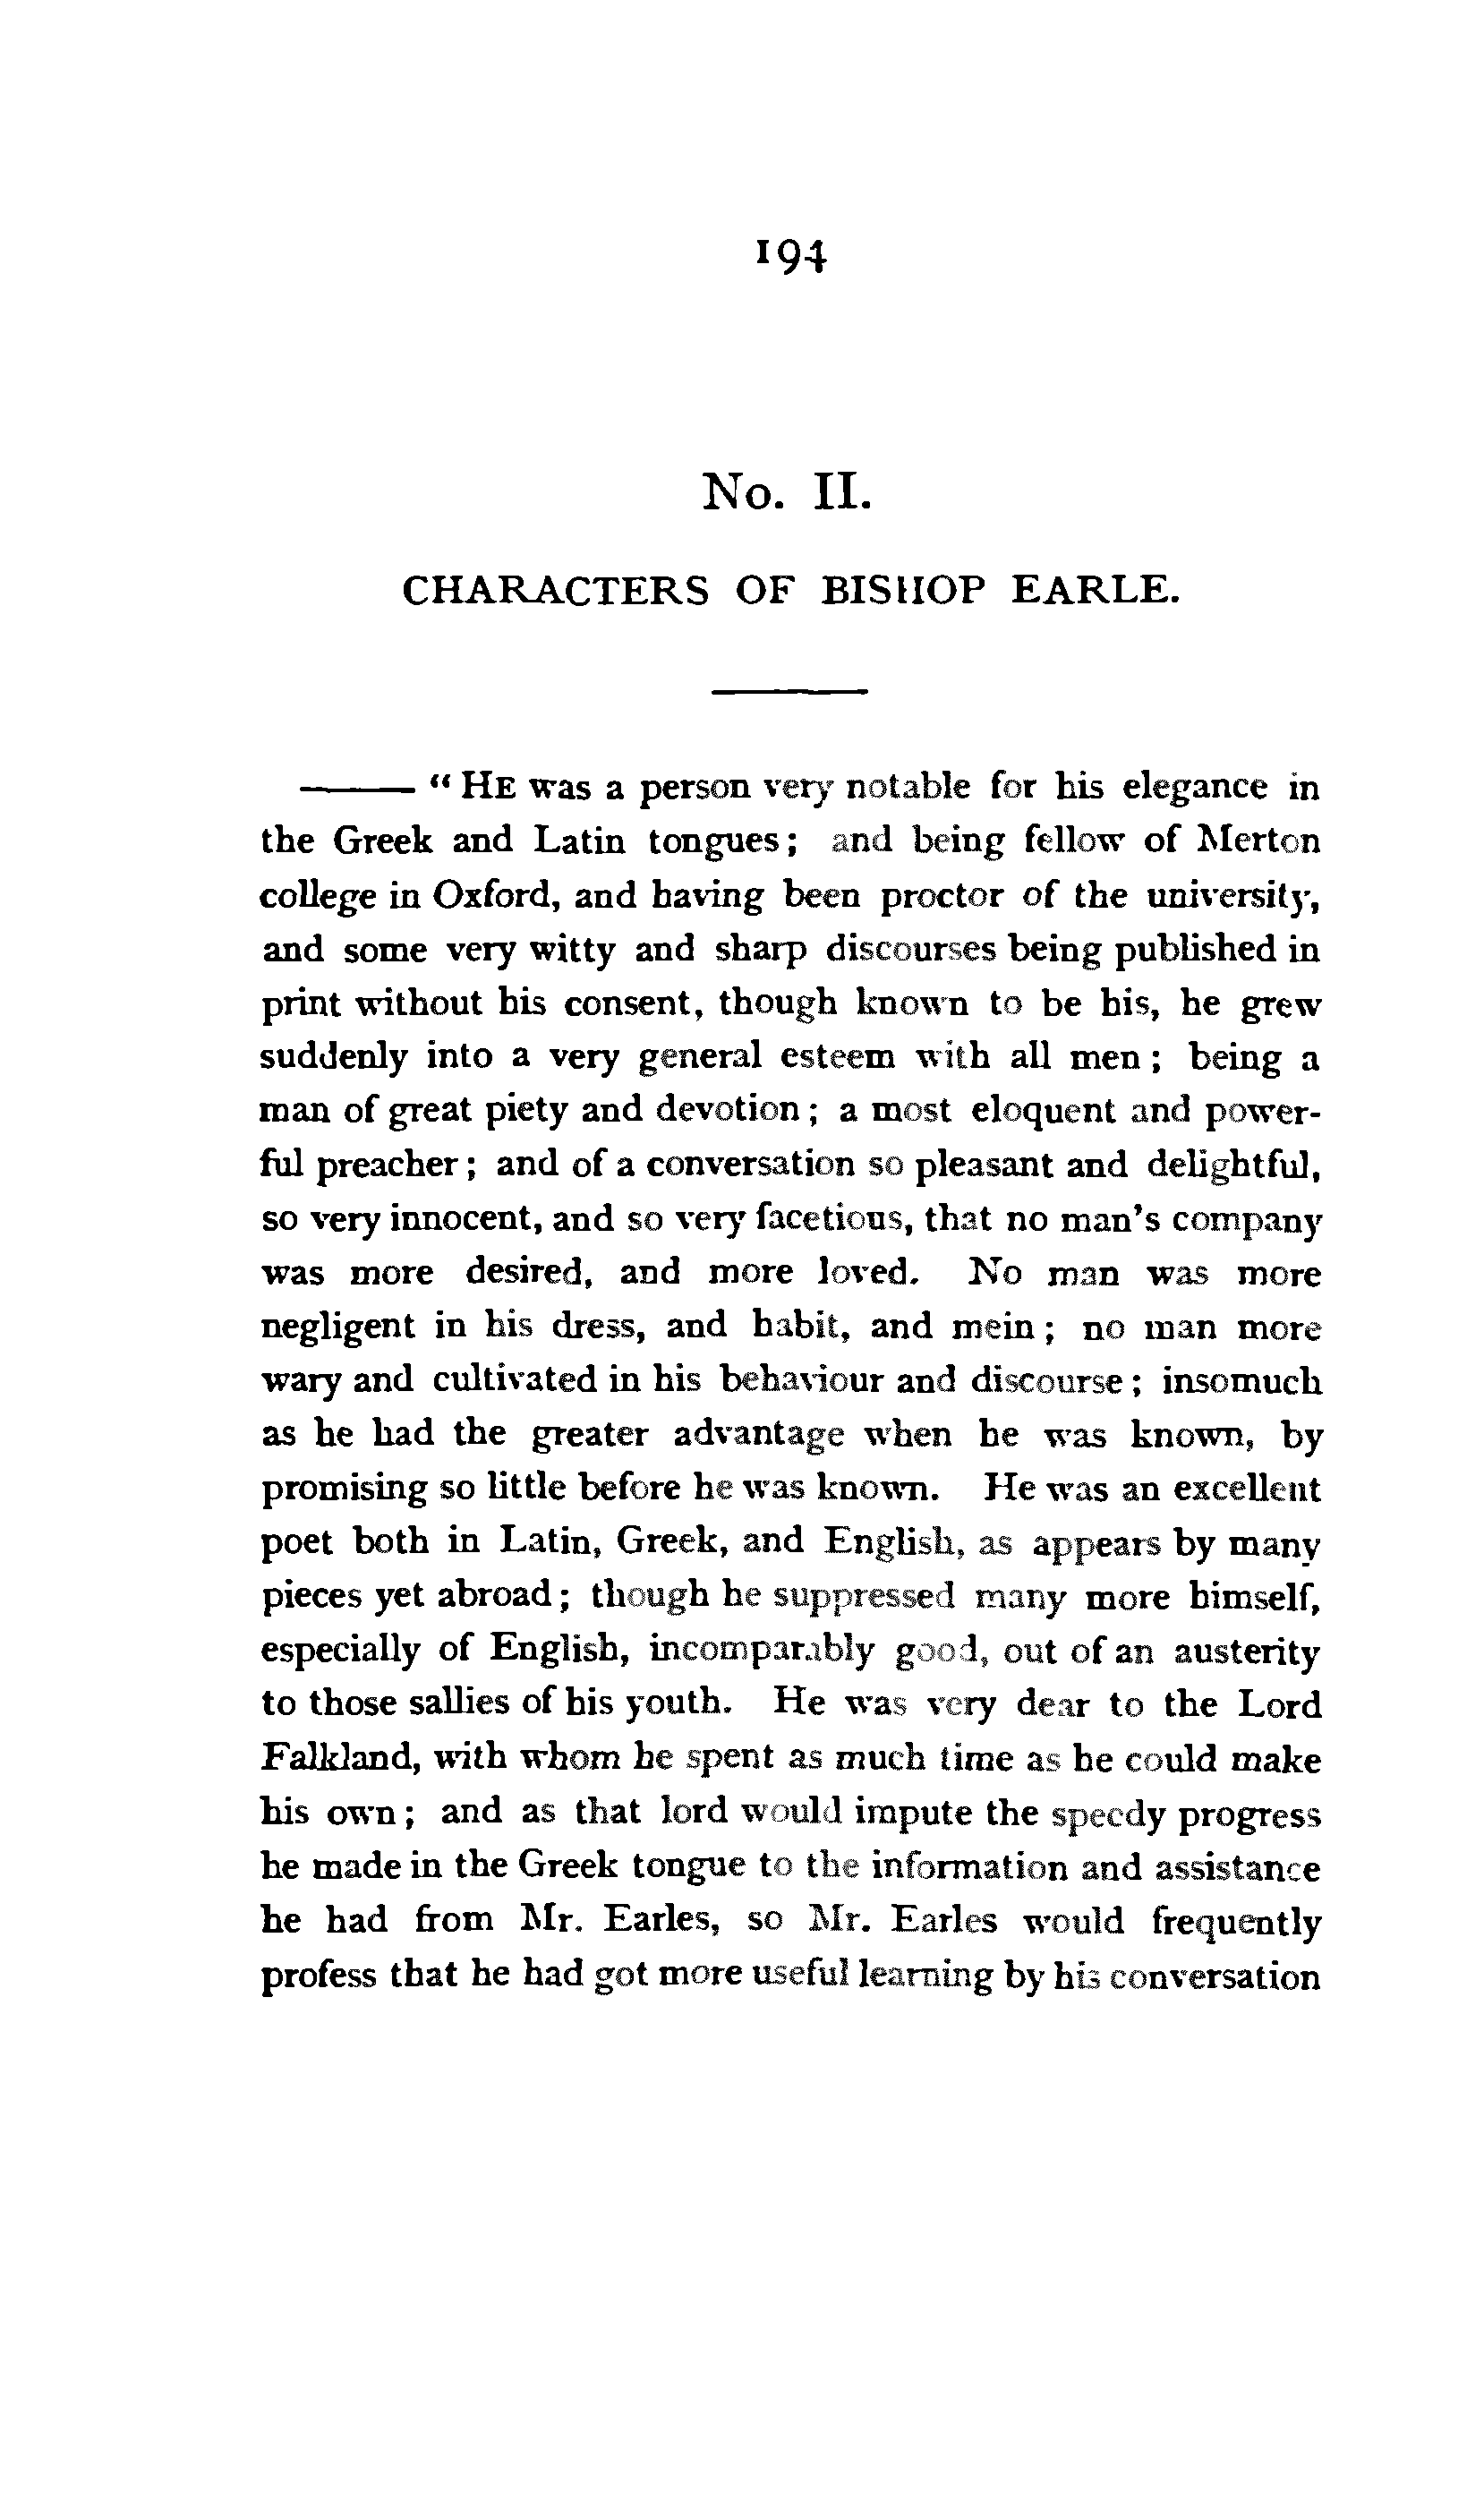 194
No. II.
CHARACTERS OF BISHOP EARLE.
——— “ HE was a person very notable for his elegance in
the Greek and Latin tongues; and being fellow of Merton
college in Oxford, and having been proctor of the university,
and some very witty and sharp discourses being published in
print without his consent, though known to be his, he grew
suddenly into a very general esteem with all men; being a
man of great piety and devotion; a most eloquent and power-
ful preacher; and of a conversation so pleasant and delightful,
so very innocent, and so very facetious, that no man's company
was more desired, and more loved. No man was more
negligent in his dress, and habit, and mein; no man more
wary and cultivated in his behaviour and discourse; insomuch
as he had the greater advantage when he was known, by
promising so little before he was known. He was an excellent
poet both in Latin, Greek, and English, as appears by many
pieces yet abroad; though he suppressed many more himself,
especially of English, incomparably good, out of an austerity
to those sallies of his youth. He was very dear to the Lord
Falkland, with whom he spent as much time as he could make
his own; and as that lord would impute the speedy progress
he made in the Greek tongue to the information and assistance
he had from Mr. Earles, so Mr. Earles would frequently
profess that he had got more useful learning by his conversation